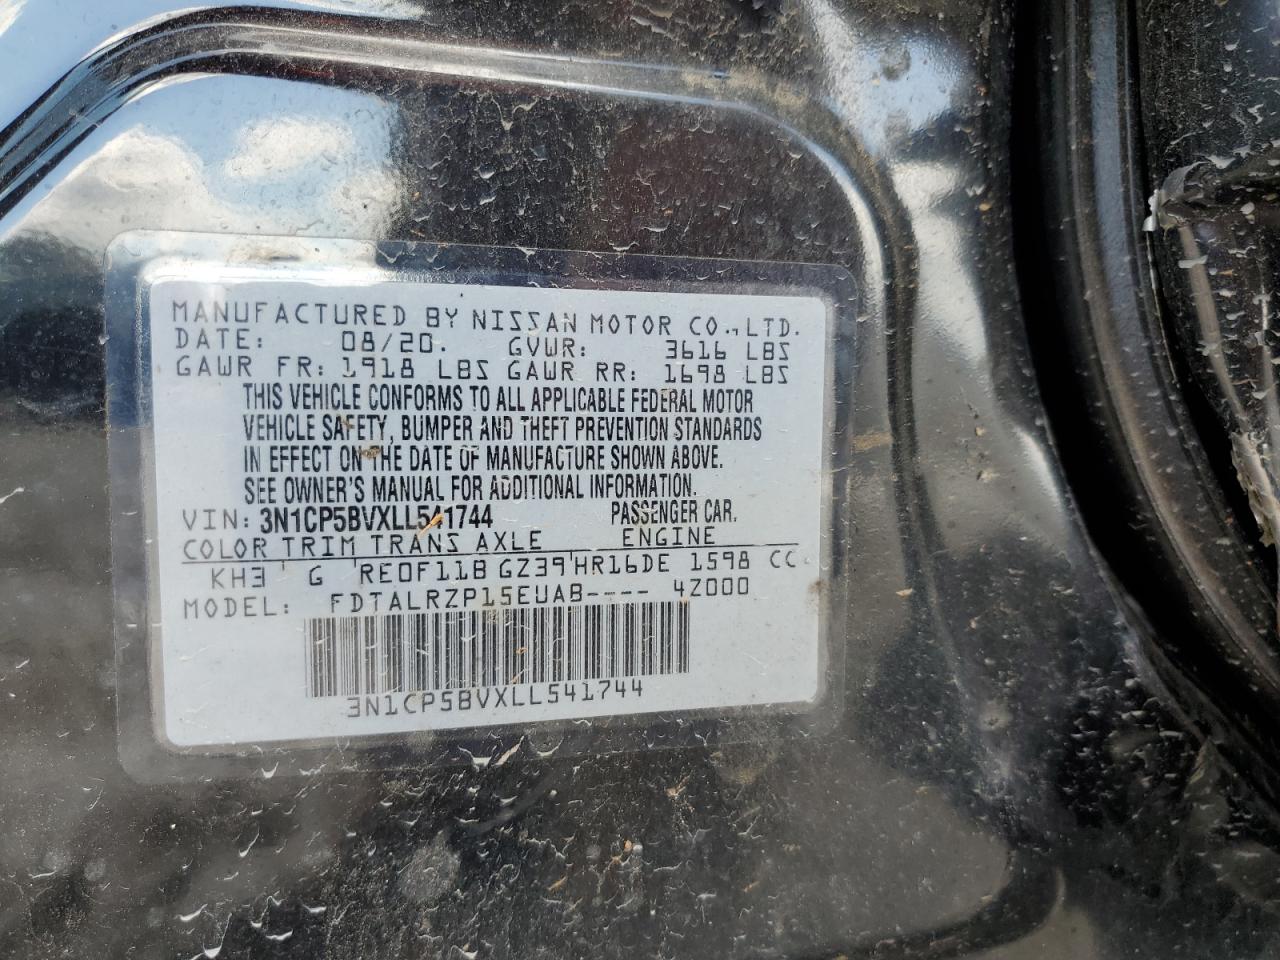 MANUFACTURED BY NISSAN MOTOR CO., LTD.
DATE: 08/20. GVWR: 3616 LBS
GAWR FR: 1918 LBS GAWR RR: 1698 LBS
THIS VEHICLE CONFORMS TO ALL APPLICABLE FEDERAL MOTOR
VEHICLE SAFETY, BUMPER AND THEFT PREVENTION STANDARDS
IN EFFECT ON THE DATE OF MANUFACTURE SHOWN ABOVE.
SEE OWNER'S MANUAL FOR ADDITIONAL INFORMATION.
VIN: 3N1CP5BVXLL541744 PASSENGER CAR.
COLOR TRIM TRANS AXLE ENGINE
KH3 G RE0F11B GZ39 HR16DE 1598 CC
MODEL: FDTALRZP15EUAB---- 4Z000
3N1CP5BVXLL541744